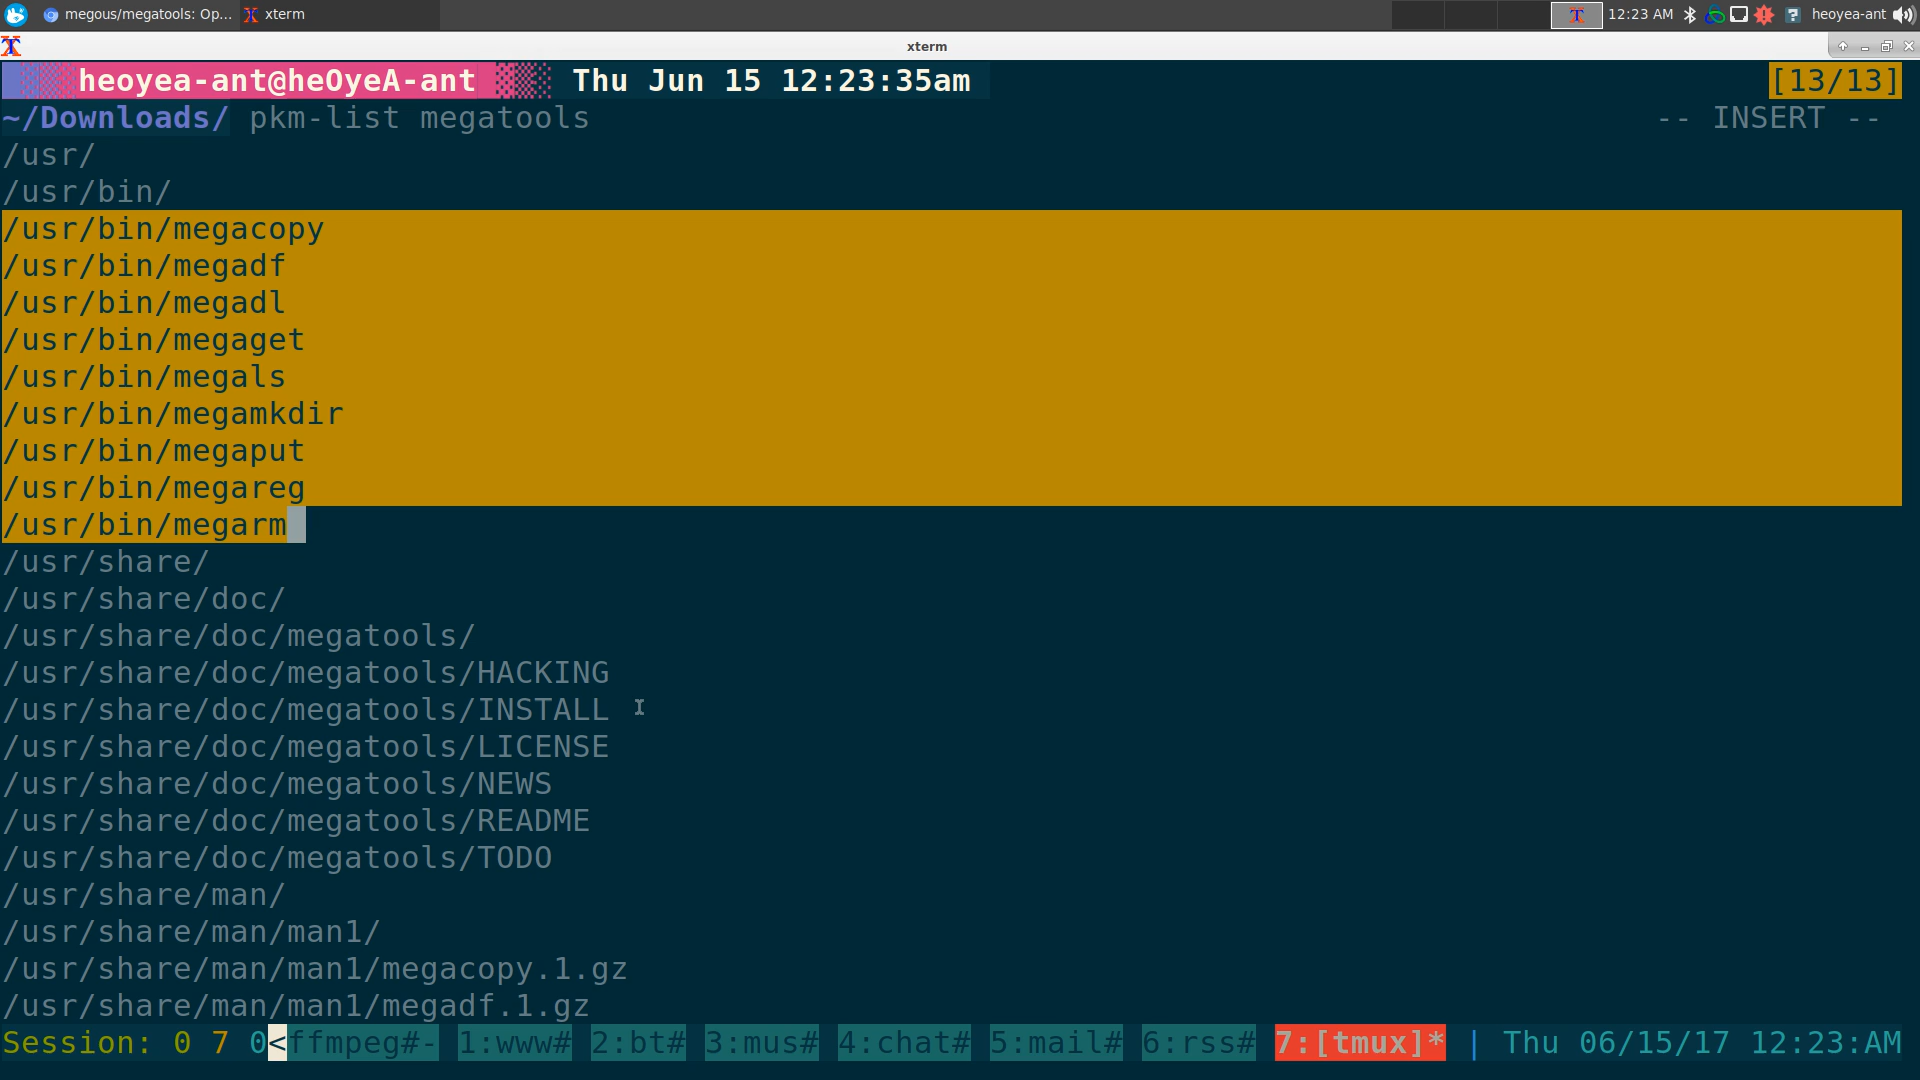 megous/megatools: Op... xterm 12:23 AM heoyea-ant
xterm
heoyea-ant@heOyeA-ant Thu Jun 15 12:23:35am [13/13]
~/Downloads/ pkm-list megatools -- INSERT --
/usr/
/usr/bin/
/usr/bin/megacopy
/usr/bin/megadf
/usr/bin/megadl
/usr/bin/megaget
/usr/bin/megals
/usr/bin/megamkdir
/usr/bin/megaput
/usr/bin/megareg
/usr/bin/megarm
/usr/share/
/usr/share/doc/
/usr/share/doc/megatools/
/usr/share/doc/megatools/HACKING
/usr/share/doc/megatools/INSTALL
/usr/share/doc/megatools/LICENSE
/usr/share/doc/megatools/NEWS
/usr/share/doc/megatools/README
/usr/share/doc/megatools/TODO
/usr/share/man/
/usr/share/man/man1/
/usr/share/man/man1/megacopy.1.gz
/usr/share/man/man1/megadf.1.gz
Session: 0 7 0<ffmpeg#- 1:www# 2:bt# 3:mus# 4:chat# 5:mail# 6:rss# 7:[tmux]* | Thu 06/15/17 12:23:AM